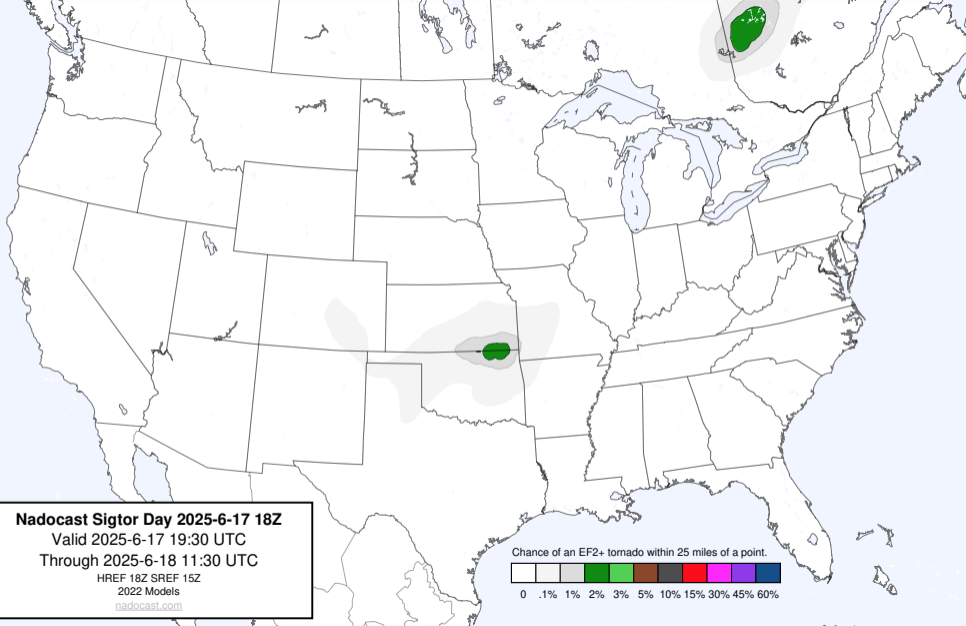 Nadocast Sigtor Day 2025-6-17 18Z
Valid 2025-6-17 19:30 UTC
Through 2025-6-18 11:30 UTC
HREF 18Z SREF 15Z
2022 Models
nadocast.com
Chance of an EF2+ tornado within 25 miles of a point.
0 .1% 1% 2% 3% 5% 10% 15% 30% 45% 60%